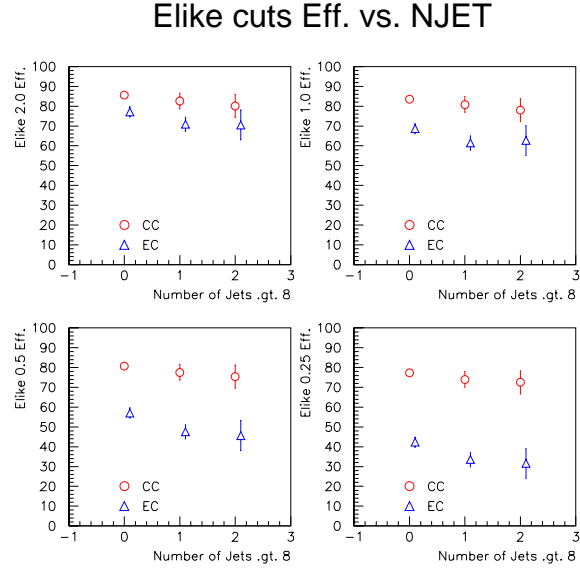 Elike cuts Eff. vs. NJET
Elike 2.0 Eff.
100
90
80
70
60
50
40
30
20
10
0
CC
EC
−1 0 1 2 3
Number of Jets .gt. 8
Elike 1.0 Eff.
100
90
80
70
60
50
40
30
20
10
0
CC
EC
−1 0 1 2 3
Number of Jets .gt. 8
Elike 0.5 Eff.
100
90
80
70
60
50
40
30
20
10
0
CC
EC
−1 0 1 2 3
Number of Jets .gt. 8
Elike 0.25 Eff.
100
90
80
70
60
50
40
30
20
10
0
CC
EC
−1 0 1 2 3
Number of Jets .gt. 8